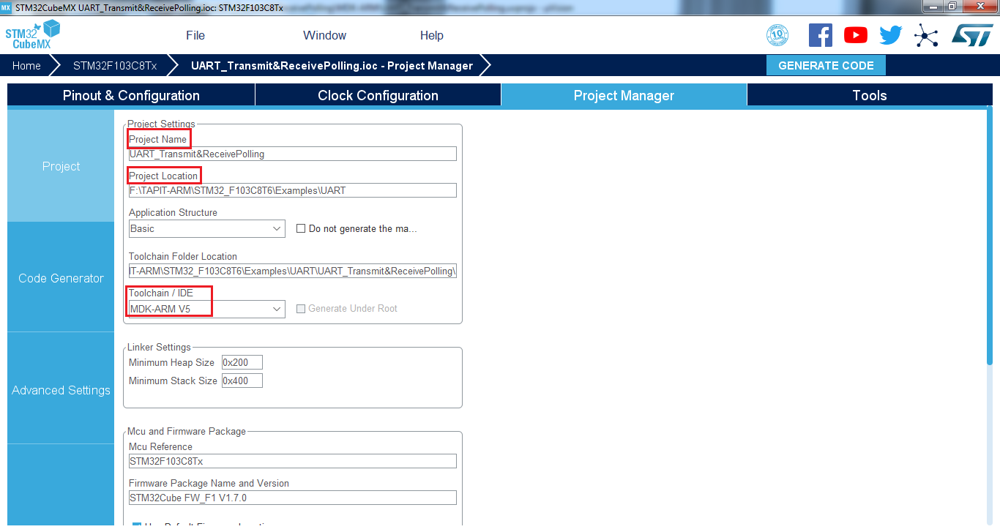 MX STM32CubeMX UART_Transmit&ReceivePolling.ioc: STM32F103C8Tx
STM32
CubeMX
File
Window
Help
10
ST
Home
STM32F103C8Tx
UART_Transmit&ReceivePolling.ioc - Project Manager
GENERATE CODE
Pinout & Configuration
Clock Configuration
Project Manager
Tools
Project
Code Generator
Advanced Settings
Project Settings
Project Name
UART_Transmit&ReceivePolling
Project Location
F:\TAPIT-ARM\STM32_F103C8T6\Examples\UART
Application Structure
Basic
Do not generate the ma...
Toolchain Folder Location
IT-ARM\STM32_F103C8T6\Examples\UART\UART_Transmit&ReceivePolling\
Toolchain / IDE
MDK-ARM V5
Generate Under Root
Linker Settings
Minimum Heap Size 0x200
Minimum Stack Size 0x400
Mcu and Firmware Package
Mcu Reference
STM32F103C8Tx
Firmware Package Name and Version
STM32Cube FW_F1 V1.7.0